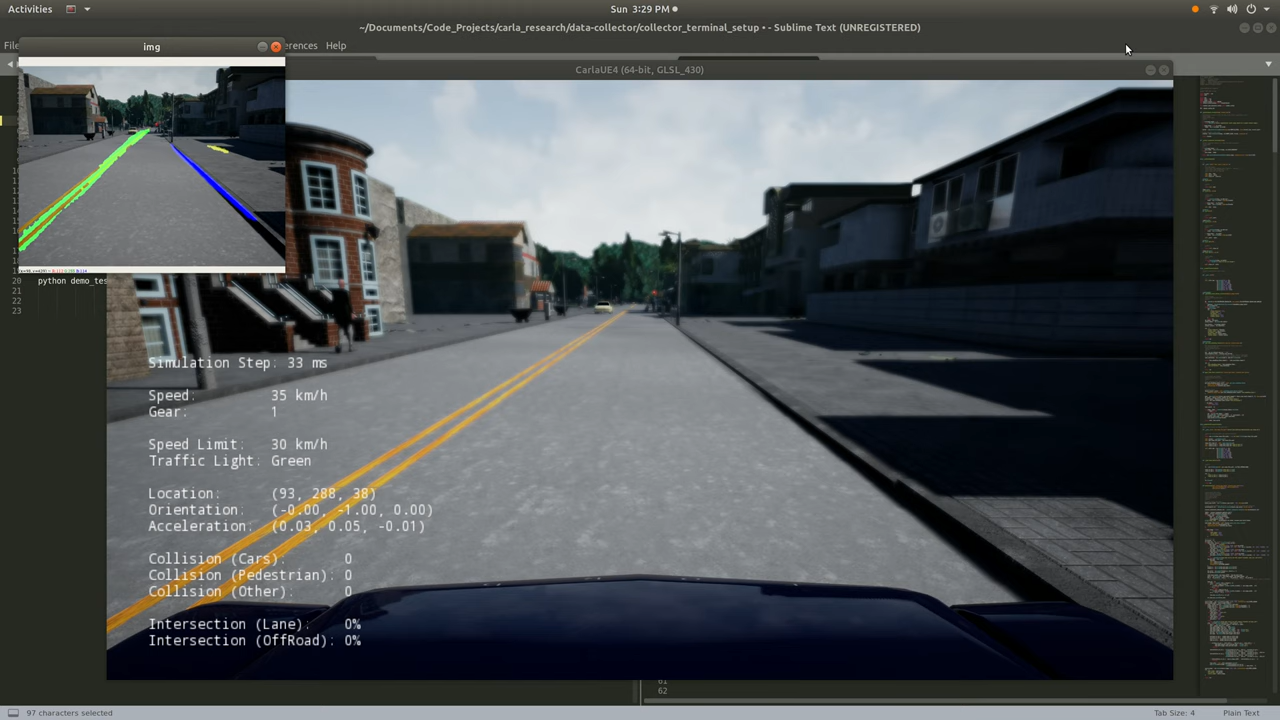 Activities
Sun 3:29 PM
~/Documents/Code_Projects/carla_research/data-collector/collector_terminal_setup • - Sublime Text (UNREGISTERED)
File
erences Help
img
CarlaUE4 (64-bit, GLSL_430)
20 python demo_tes
21
22
23
Simulation Step: 33 ms
Speed: 35 km/h
Gear: 1
Speed Limit: 30 km/h
Traffic Light: Green
Location: (93, 288, 38)
Orientation: (-0.00, -1.00, 0.00)
Acceleration: (0.03, 0.05, -0.01)
Collision (Cars): 0
Collision (Pedestrian): 0
Collision (Other): 0
Intersection (Lane): 0%
Intersection (OffRoad): 0%
61
62
97 characters selected
Tab Size: 4
Plain Text